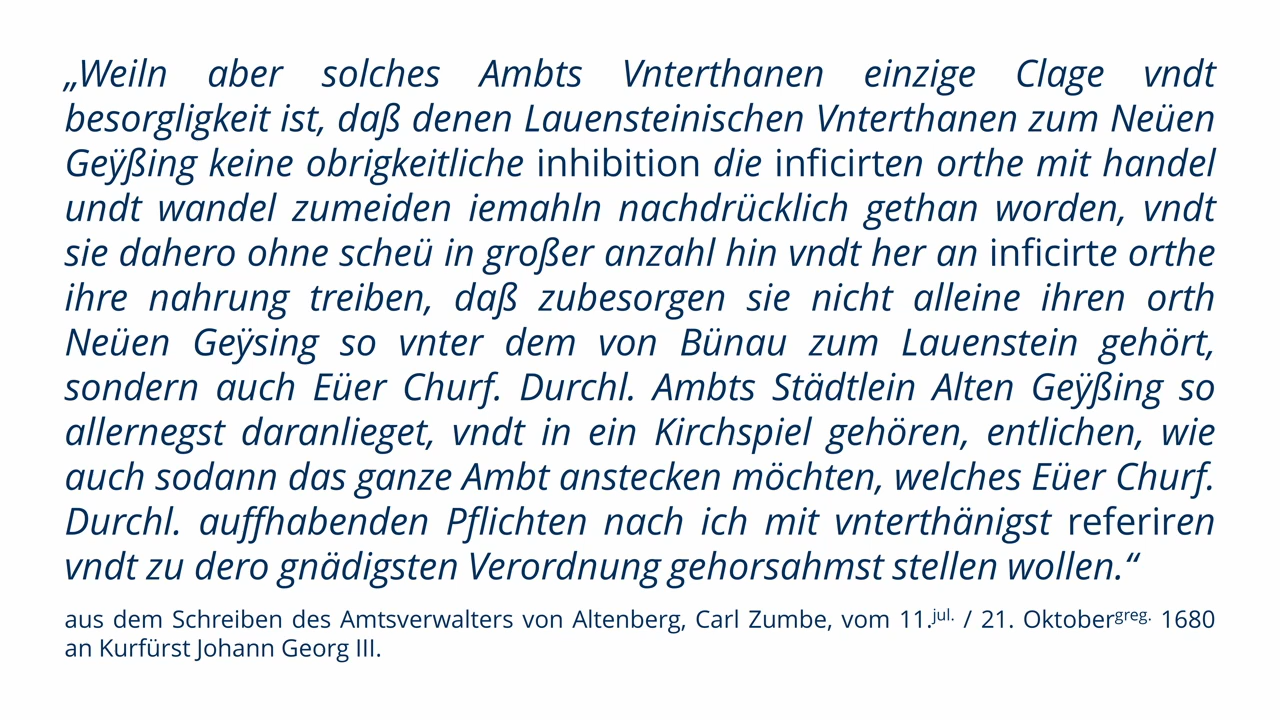 „Weiln aber solches Ambts Vnterthanen einzige Clage vndt
besorgligkeit ist, daß denen Lauensteinischen Vnterthanen zum Neüen
Geÿßing keine obrigkeitliche inhibition die inficirten orthe mit handel
undt wandel zumeiden iemahln nachdrücklich gethan worden, vndt
sie dahero ohne scheü in großer anzahl hin vndt her an inficirte orthe
ihre nahrung treiben, daß zubesorgen sie nicht alleine ihren orth
Neüen Geÿsing so vnter dem von Bünau zum Lauenstein gehört,
sondern auch Eüer Churf. Durchl. Ambts Städtlein Alten Geÿßing so
allernegst daranlieget, vndt in ein Kirchspiel gehören, entlichen, wie
auch sodann das ganze Ambt anstecken möchten, welches Eüer Churf.
Durchl. auffhabenden Pflichten nach ich mit vnterthänigst referiren
vndt zu dero gnädigsten Verordnung gehorsahmst stellen wollen.“
aus dem Schreiben des Amtsverwalters von Altenberg, Carl Zumbe, vom 11.jul. / 21. Oktobergreg. 1680
an Kurfürst Johann Georg III.